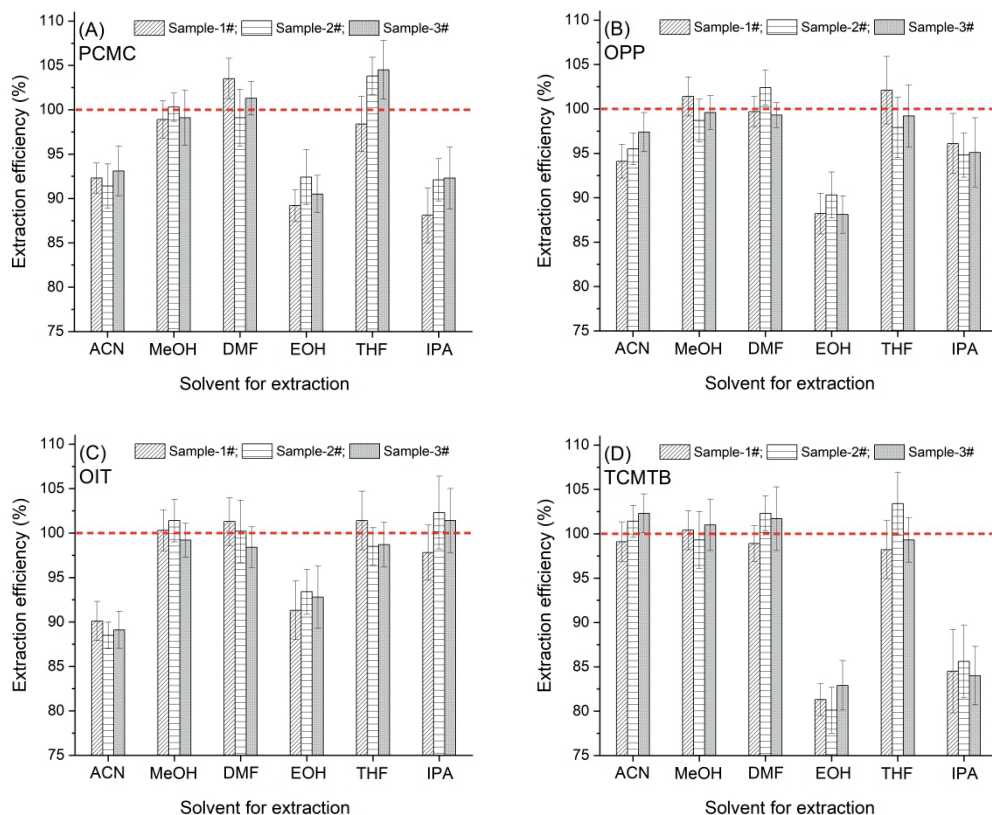 (A)
Sample-1#; Sample-2#; Sample-3#
PCMC
Extraction efficiency (%)
110
105
100
95
90
85
80
75
ACN MeOH DMF EOH THF IPA
Solvent for extraction
(B)
Sample-1#; Sample-2#; Sample-3#
OPP
Extraction efficiency (%)
110
105
100
95
90
85
80
75
ACN MeOH DMF EOH THF IPA
Solvent for extraction
(C)
Sample-1#; Sample-2#; Sample-3#
OIT
Extraction efficiency (%)
110
105
100
95
90
85
80
75
ACN MeOH DMF EOH THF IPA
Solvent for extraction
(D)
Sample-1#; Sample-2#; Sample-3#
TCMTB
Extraction efficiency (%)
110
105
100
95
90
85
80
75
ACN MeOH DMF EOH THF IPA
Solvent for extraction